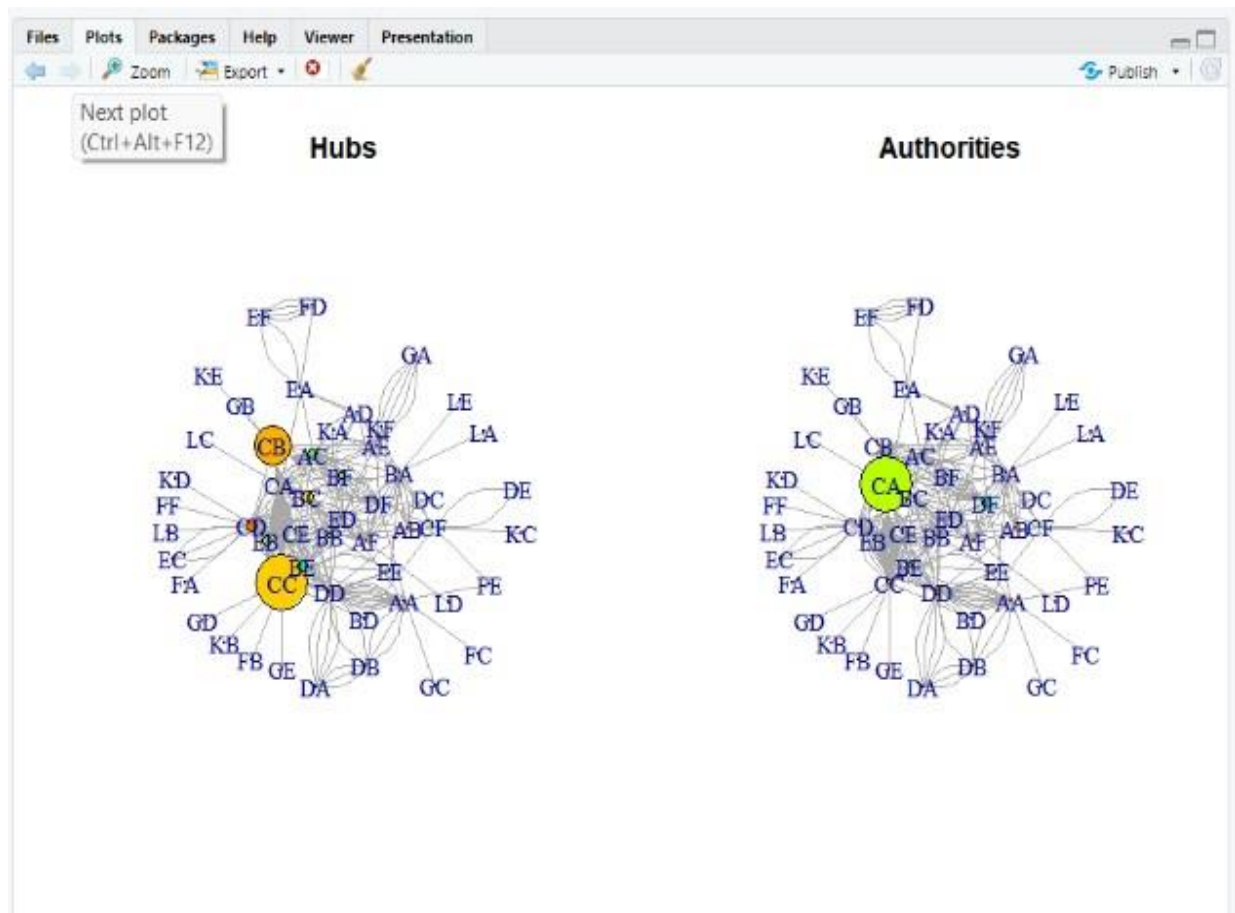 Files Plots Packages Help Viewer Presentation
Zoom Export Publish
Next plot
(Ctrl+Alt+F12)
Hubs
Authorities
FD
EF
GA
KE
EA
LE
GB
AD
KA
KF
LC
CB
AE
LA
AC
KD
CA
BF
BA
DE
BC
DC
FF
DF
LB
CD
ED
AB
CF
EB
CE
BB
AF
KC
EC
BE
EE
FA
CC
DD
FE
AA
LD
GD
BD
KB
FC
FB
GE
DB
DA
GC
FD
EF
GA
KE
EA
LE
GB
AD
KA
KF
LC
CB
AE
LA
AC
KD
CA
BF
BA
DE
BC
DF
DC
FF
LB
CD
ED
AB
CF
EB
CE
BB
AF
KC
EC
BE
EE
FA
CC
DD
FE
AA
LD
GD
BD
KB
FC
FB
GE
DB
DA
GC